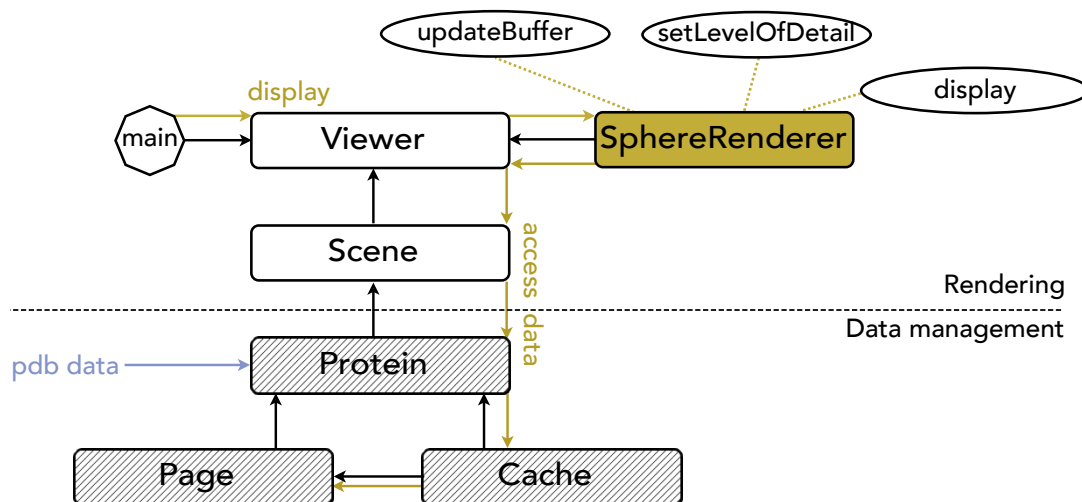 updateBuffer
setLevelOfDetail
display
display
main
Viewer
SphereRenderer
Scene
access data
Rendering
Data management
pdb data
Protein
Page
Cache